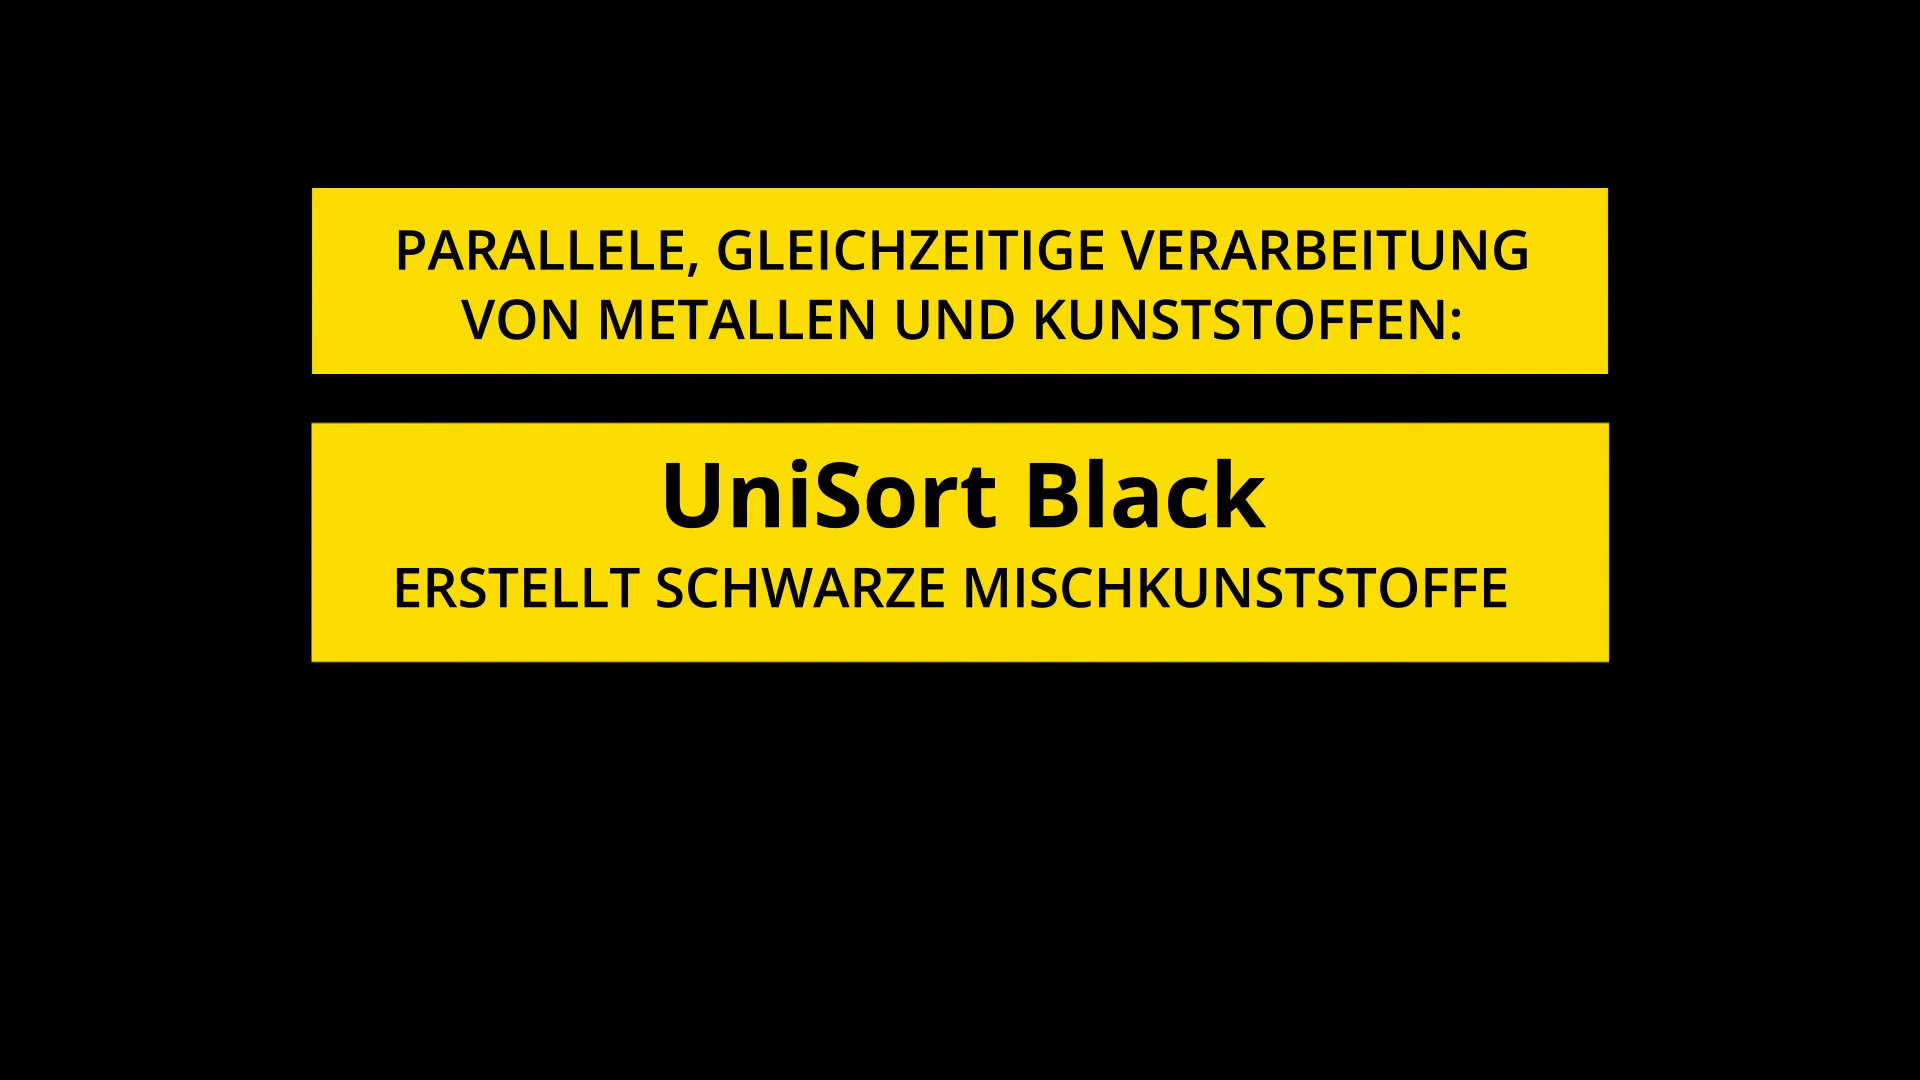 PARALLELE, GLEICHZEITIGE VERARBEITUNG
VON METALLEN UND KUNSTSTOFFEN:
UniSort Black
ERSTELLT SCHWARZE MISCHKUNSTSTOFFE